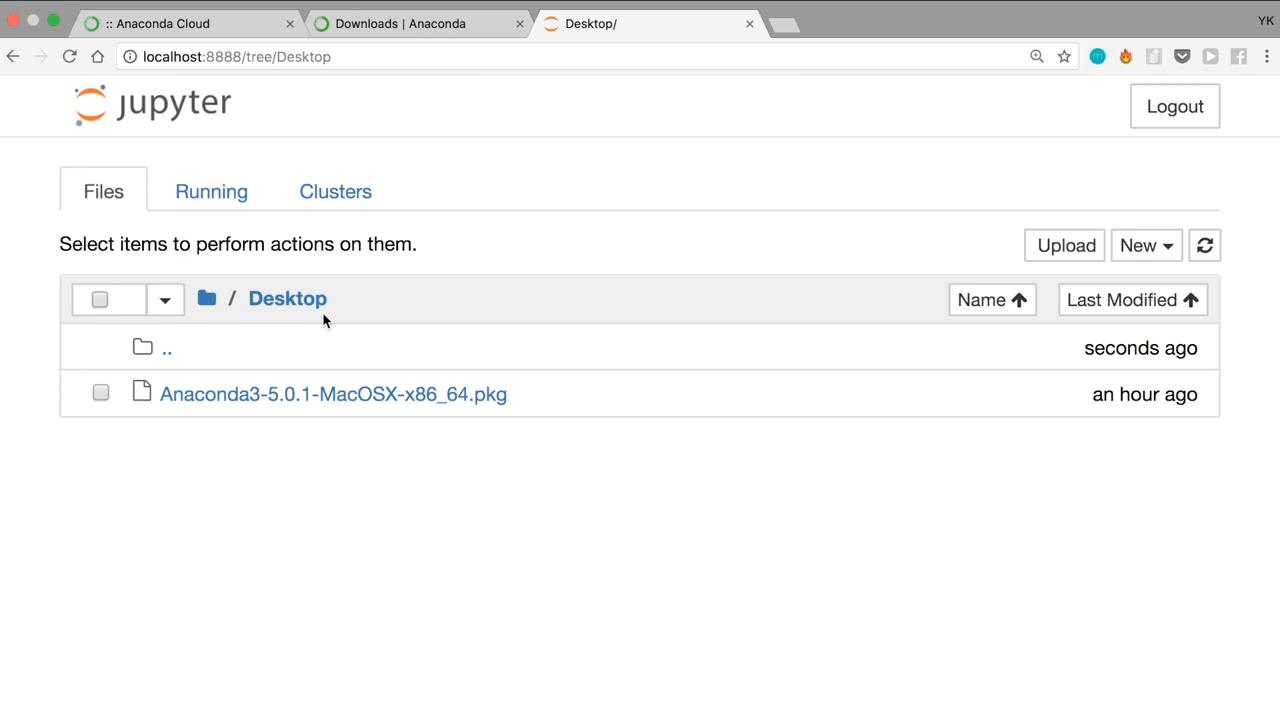 :: Anaconda Cloud
Downloads | Anaconda
Desktop/
YK
localhost:8888/tree/Desktop
jupyter
Logout
Files
Running
Clusters
Select items to perform actions on them.
Upload
New
/ Desktop
Name
Last Modified
..
seconds ago
Anaconda3-5.0.1-MacOSX-x86_64.pkg
an hour ago